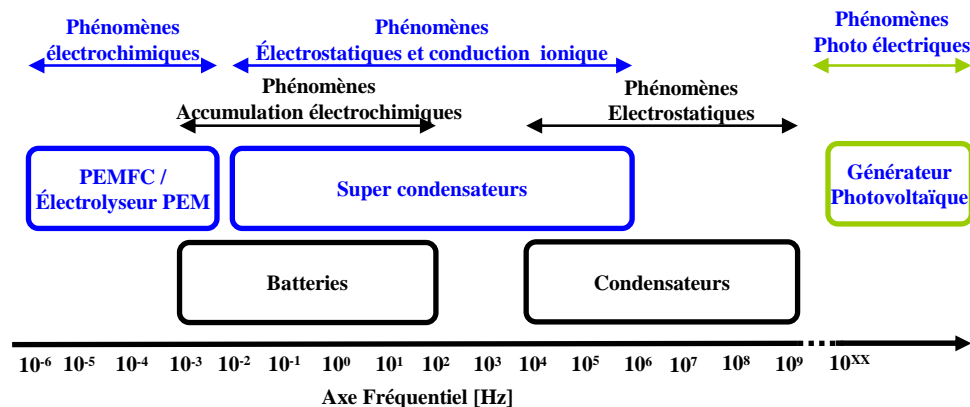 Phénomènes
électrochimiques
Phénomènes
Électrostatiques et conduction ionique
Phénomènes
Photo électriques
Phénomènes
Accumulation électrochimiques
Phénomènes
Electrostatiques
PEMFC /
Électrolyseur PEM
Super condensateurs
Générateur
Photovoltaïque
Batteries
Condensateurs
10⁻⁶ 10⁻⁵ 10⁻⁴ 10⁻³ 10⁻² 10⁻¹ 10⁰ 10¹ 10² 10³ 10⁴ 10⁵ 10⁶ 10⁷ 10⁸ 10⁹ 10ˣˣ
Axe Fréquentiel [Hz]